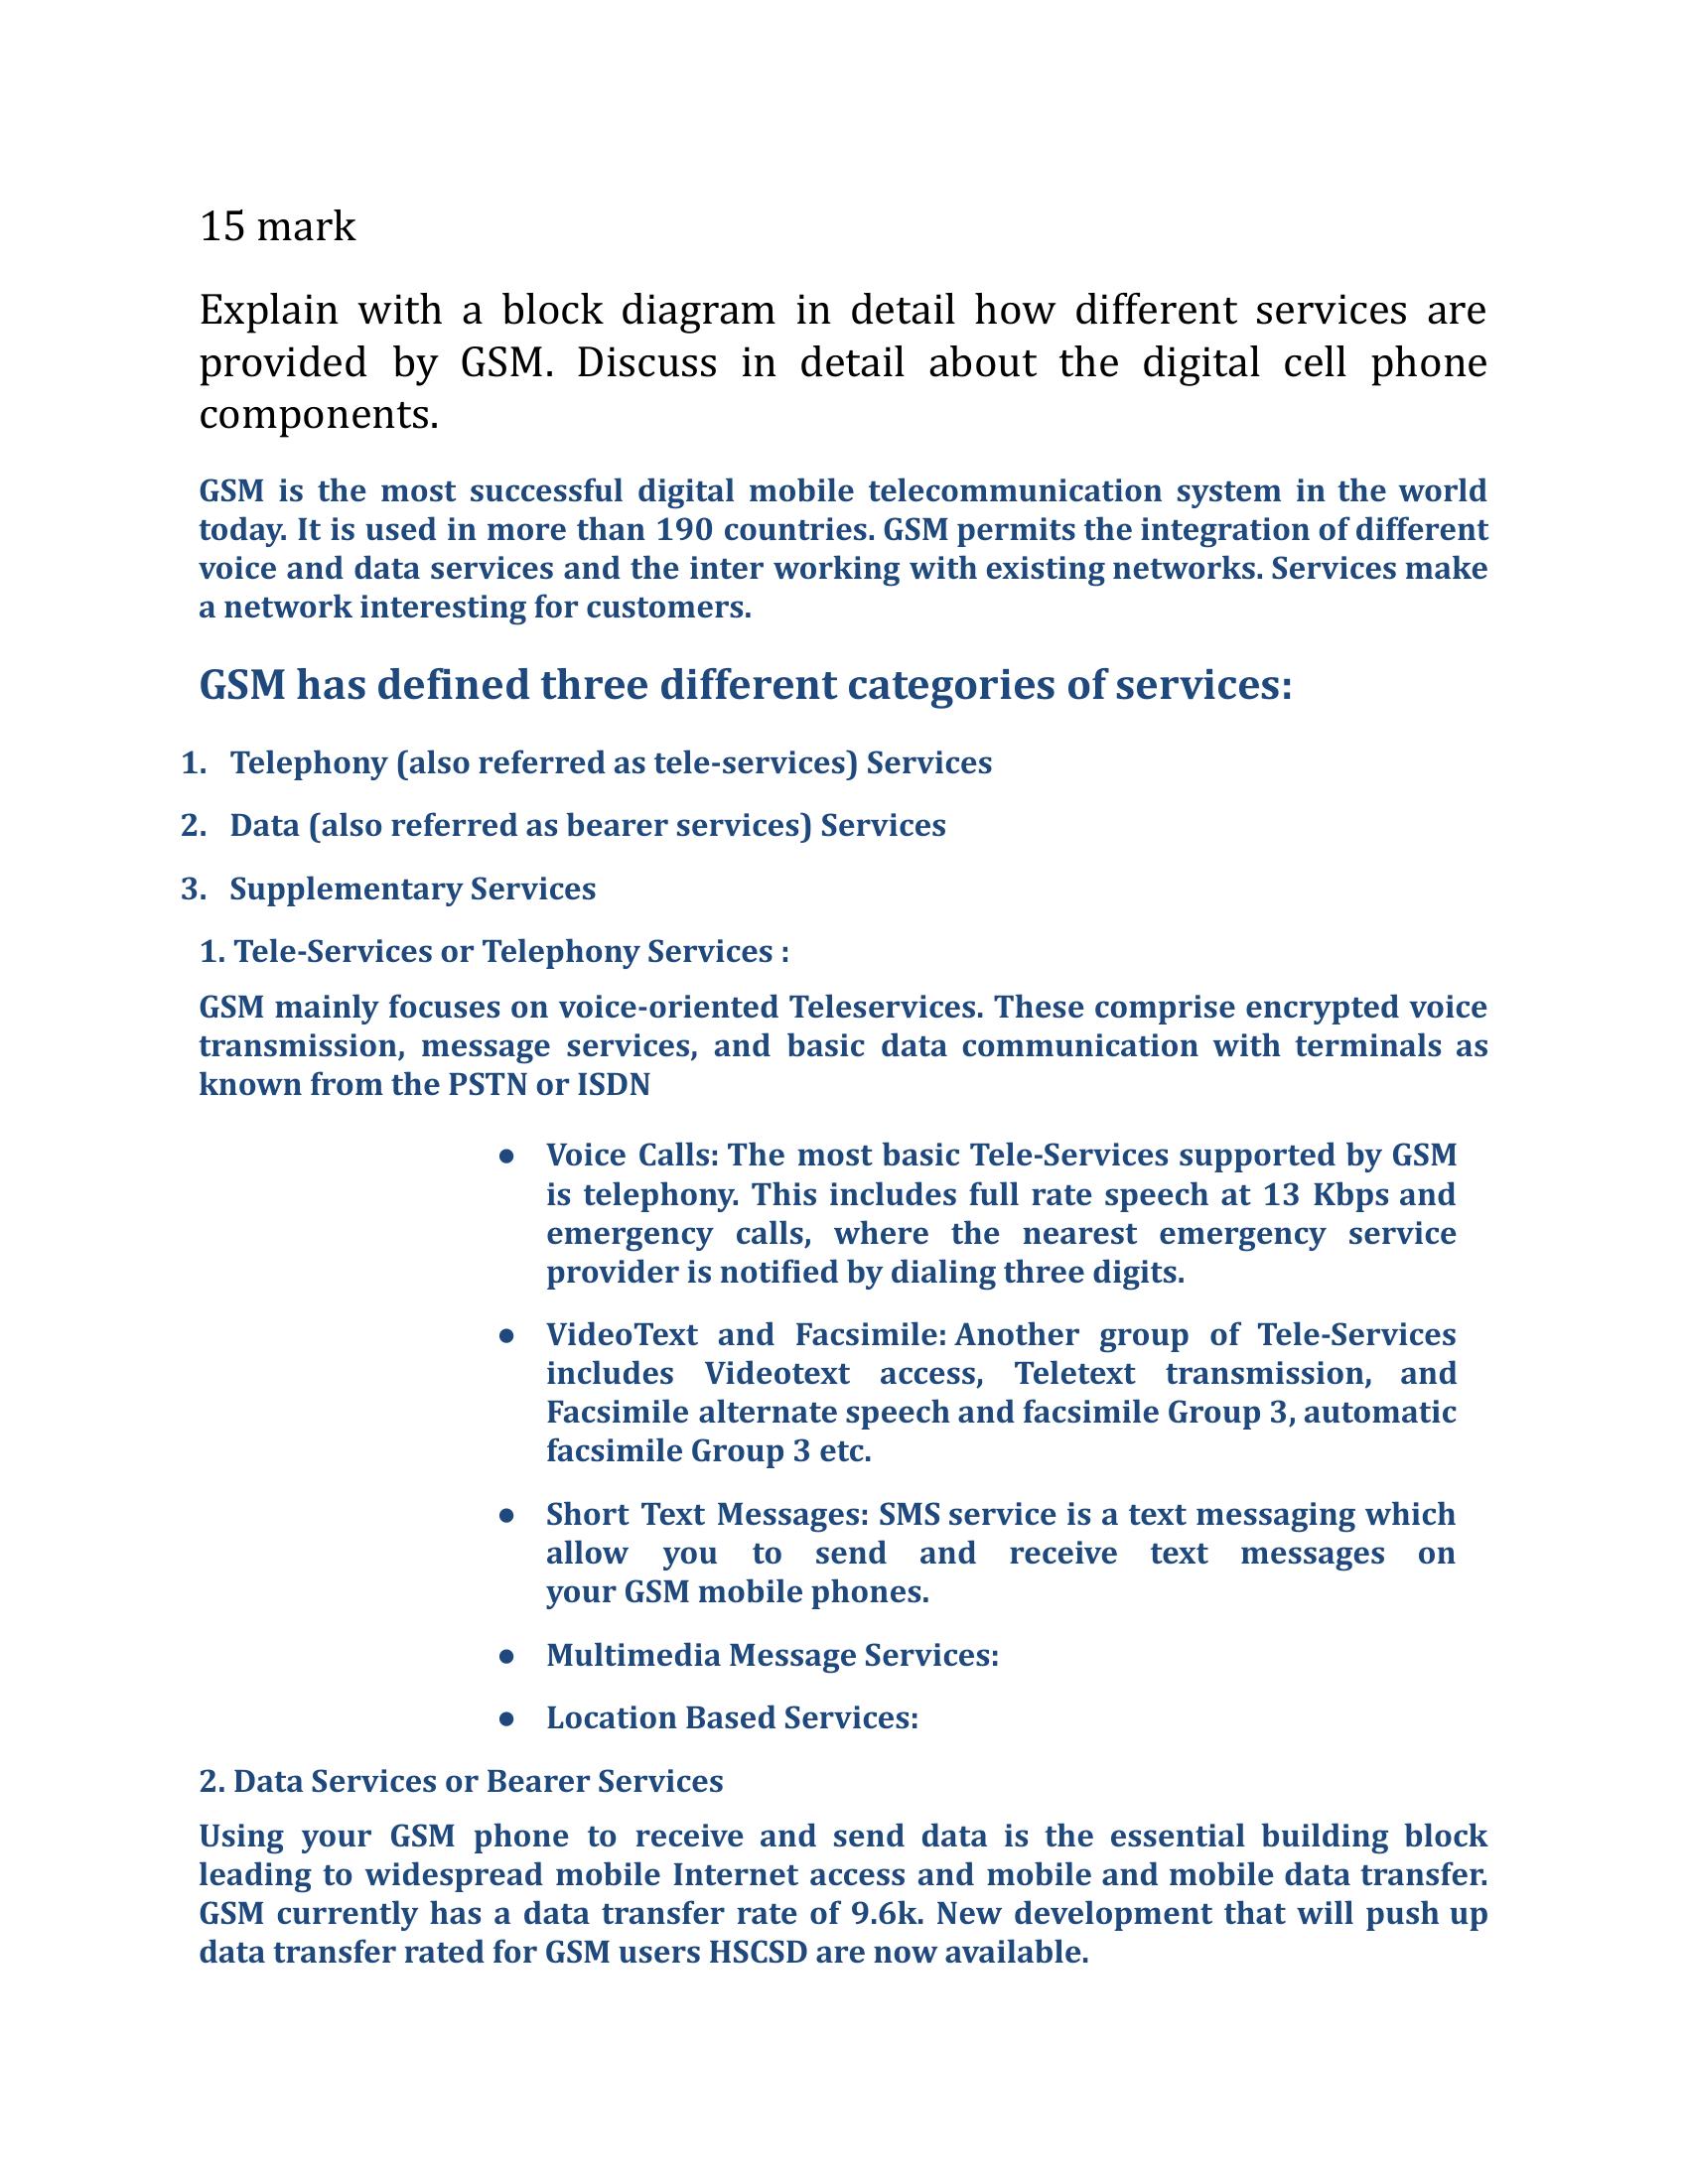 15 mark
Explain with a block diagram in detail how different services are
provided by GSM. Discuss in detail about the digital cell phone
components.
GSM is the most successful digital mobile telecommunication system in the world
today. It is used in more than 190 countries. GSM permits the integration of different
voice and data services and the inter working with existing networks. Services make
a network interesting for customers.
GSM has defined three different categories of services:
1. Telephony (also referred as tele-services) Services
2. Data (also referred as bearer services) Services
3. Supplementary Services
1. Tele-Services or Telephony Services :
GSM mainly focuses on voice-oriented Teleservices. These comprise encrypted voice
transmission, message services, and basic data communication with terminals as
known from the PSTN or ISDN
● Voice Calls: The most basic Tele-Services supported by GSM
is telephony. This includes full rate speech at 13 Kbps and
emergency calls, where the nearest emergency service
provider is notified by dialing three digits.
● VideoText and Facsimile: Another group of Tele-Services
includes Videotext access, Teletext transmission, and
Facsimile alternate speech and facsimile Group 3, automatic
facsimile Group 3 etc.
● Short Text Messages: SMS service is a text messaging which
allow you to send and receive text messages on
your GSM mobile phones.
● Multimedia Message Services:
● Location Based Services:
2. Data Services or Bearer Services
Using your GSM phone to receive and send data is the essential building block
leading to widespread mobile Internet access and mobile and mobile data transfer.
GSM currently has a data transfer rate of 9.6k. New development that will push up
data transfer rated for GSM users HSCSD are now available.